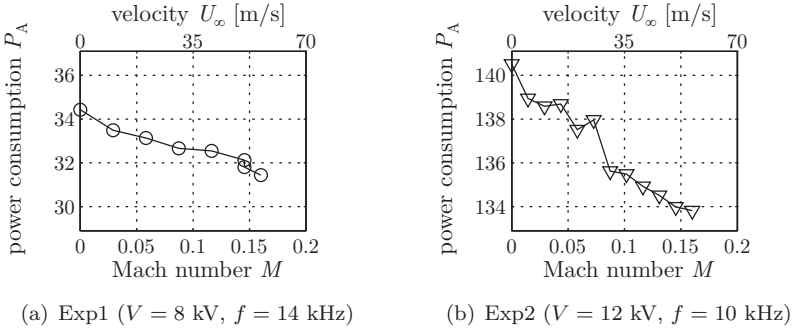 velocity U∞ [m/s]
0 35 70
power consumption P_A
36
34
32
30
0 0.05 0.1 0.15 0.2
Mach number M
(a) Exp1 (V = 8 kV, f = 14 kHz)
velocity U∞ [m/s]
0 35 70
power consumption P_A
140
138
136
134
0 0.05 0.1 0.15 0.2
Mach number M
(b) Exp2 (V = 12 kV, f = 10 kHz)